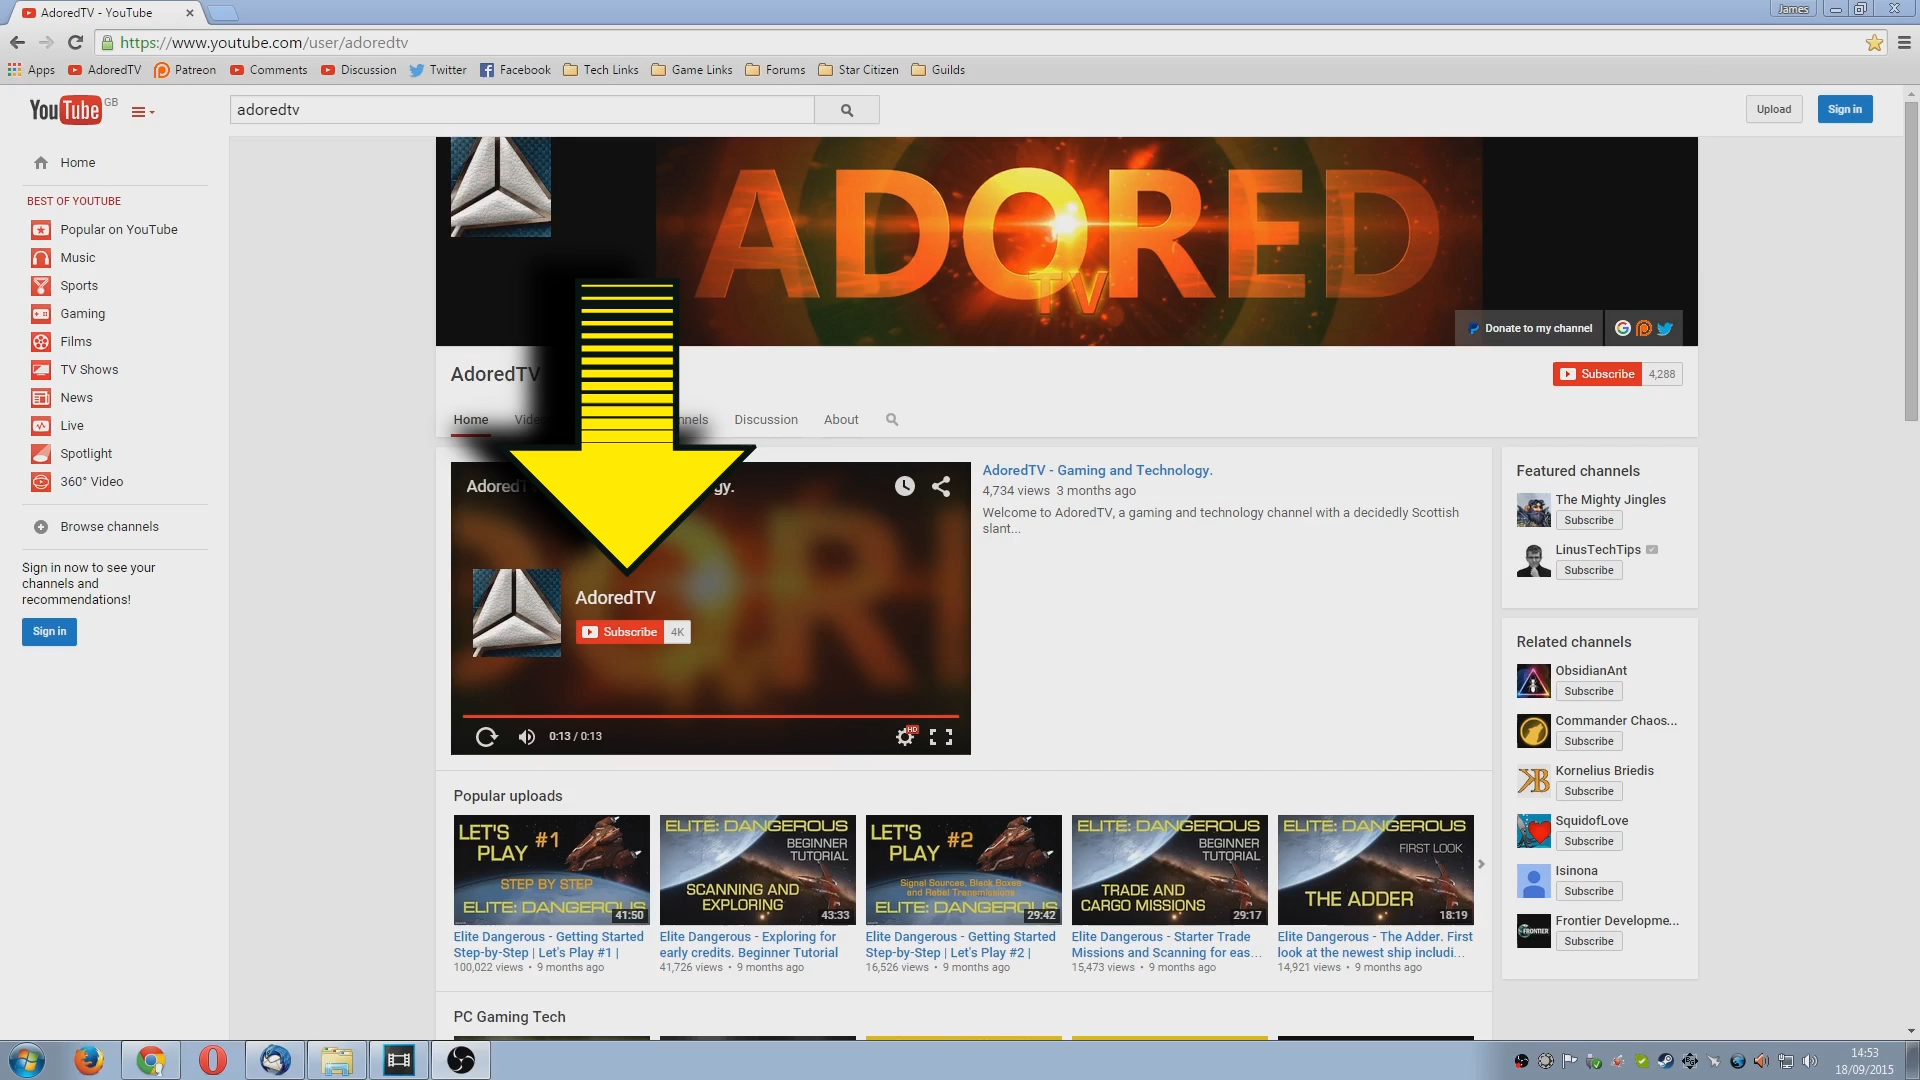 AdoredTV - YouTube
James
https://www.youtube.com/user/adoredtv
Apps
AdoredTV
Patreon
Comments
Discussion
Twitter
Facebook
Tech Links
Game Links
Forums
Star Citizen
Guilds
YouTube GB
adoredtv
Upload
Sign in
Home
BEST OF YOUTUBE
Popular on YouTube
Music
Sports
Gaming
Films
TV Shows
News
Live
Spotlight
360° Video
Browse channels
Sign in now to see your
channels and
recommendations!
Sign in
ADORED
TV
Donate to my channel
AdoredTV
Subscribe 4,288
Home
Discussion
About
AdoredTV
Subscribe 4K
0:13 / 0:13
HD
AdoredTV - Gaming and Technology.
4,734 views 3 months ago
Welcome to AdoredTV, a gaming and technology channel with a decidedly Scottish
slant...
Popular uploads
LET'S
PLAY #1
STEP BY STEP
ELITE: DANGEROUS
41:50
Elite Dangerous - Getting Started
Step-by-Step | Let's Play #1 |
100,022 views • 9 months ago
ELITE: DANGEROUS
BEGINNER
TUTORIAL
SCANNING AND
EXPLORING
43:33
Elite Dangerous - Exploring for
early credits. Beginner Tutorial
41,726 views • 9 months ago
LET'S
PLAY #2
Signal Sources, Black Boxes
and Rebel Transmissions
ELITE: DANGEROUS
29:42
Elite Dangerous - Getting Started
Step-by-Step | Let's Play #2 |
16,526 views • 9 months ago
ELITE: DANGEROUS
BEGINNER
TUTORIAL
TRADE AND
CARGO MISSIONS
29:17
Elite Dangerous - Starter Trade
Missions and Scanning for eas...
15,473 views • 9 months ago
ELITE: DANGEROUS
FIRST LOOK
THE ADDER
18:19
Elite Dangerous - The Adder. First
look at the newest ship includi...
14,921 views • 9 months ago
PC Gaming Tech
Featured channels
The Mighty Jingles
Subscribe
LinusTechTips
Subscribe
Related channels
ObsidianAnt
Subscribe
Commander Chaos...
Subscribe
Kornelius Briedis
Subscribe
SquidofLove
Subscribe
Isinona
Subscribe
FRONTIER
Frontier Developme...
Subscribe
14:53
18/09/2015